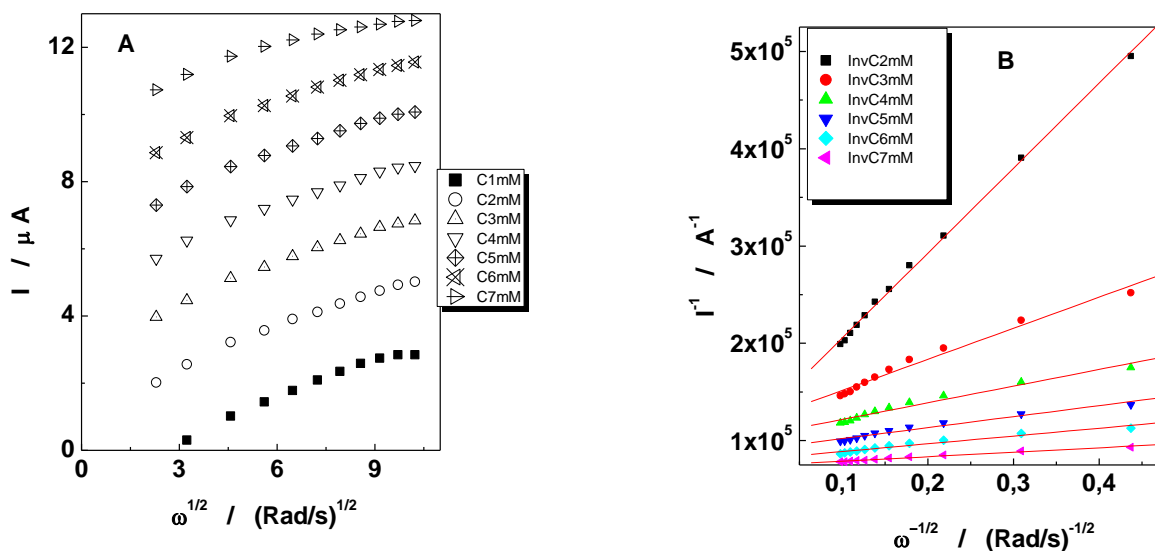 A
12
8
4
0
0
3
6
9
I / μ A
ω^1/2 / (Rad/s)^1/2
C1mM
C2mM
C3mM
C4mM
C5mM
C6mM
C7mM
B
InvC2mM
InvC3mM
InvC4mM
InvC5mM
InvC6mM
InvC7mM
5x10^5
4x10^5
3x10^5
2x10^5
1x10^5
0,1
0,2
0,3
0,4
I^-1 / A^-1
ω^−1/2 / (Rad/s)^-1/2